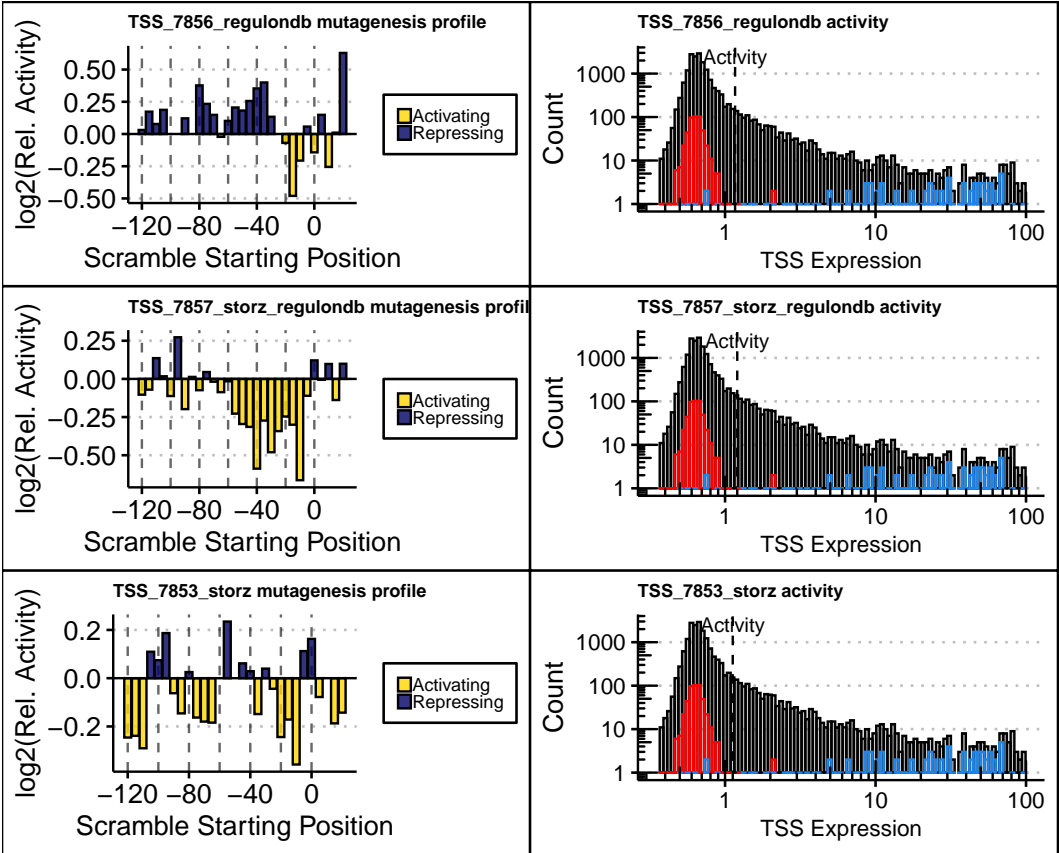 TSS_7856_regulondb mutagenesis profile
log2(Rel. Activity)
0.50
0.25
0.00
−0.25
−0.50
−120 −80 −40 0
Scramble Starting Position
Activating
Repressing
TSS_7856_regulondb activity
Activity
Count
1000
100
10
1
1 10 100
TSS Expression
TSS_7857_storz_regulondb mutagenesis profil
log2(Rel. Activity)
0.25
0.00
−0.25
−0.50
−120 −80 −40 0
Scramble Starting Position
Activating
Repressing
TSS_7857_storz_regulondb activity
Activity
Count
1000
100
10
1
1 10 100
TSS Expression
TSS_7853_storz mutagenesis profile
log2(Rel. Activity)
0.2
0.0
−0.2
−120 −80 −40 0
Scramble Starting Position
Activating
Repressing
TSS_7853_storz activity
Activity
Count
1000
100
10
1
1 10 100
TSS Expression